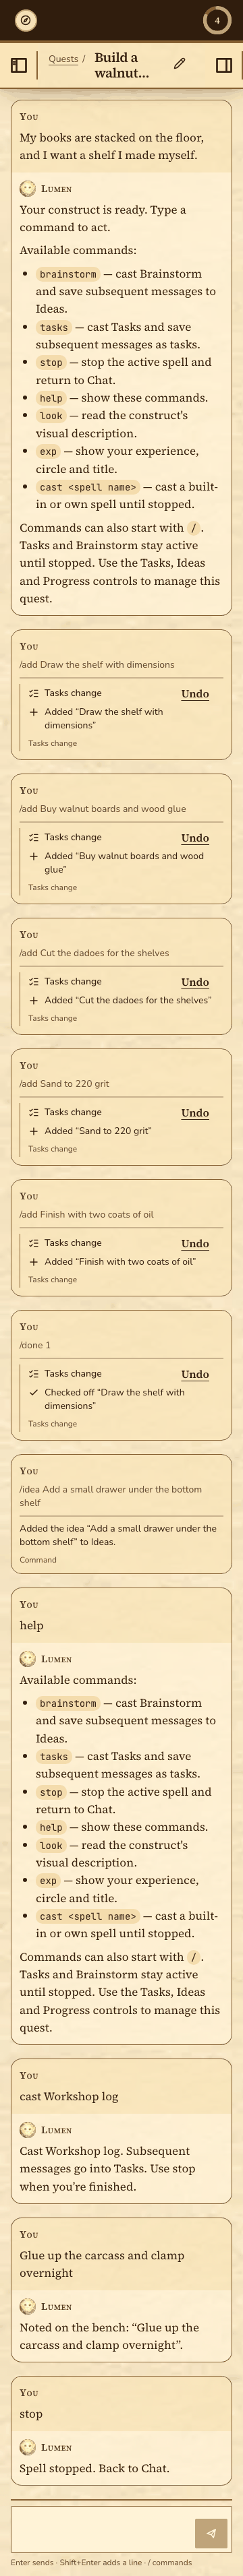 4
Quests /
Build a
walnut...
You
My books are stacked on the floor,
and I want a shelf I made myself.
Lumen
Your construct is ready. Type a
command to act.
Available commands:
• brainstorm — cast Brainstorm
and save subsequent messages to
Ideas.
• tasks — cast Tasks and save
subsequent messages as tasks.
• stop — stop the active spell and
return to Chat.
• help — show these commands.
• look — read the construct's
visual description.
• exp — show your experience,
circle and title.
• cast <spell name> — cast a built-
in or own spell until stopped.
Commands can also start with / .
Tasks and Brainstorm stay active
until stopped. Use the Tasks, Ideas
and Progress controls to manage this
quest.
You
/add Draw the shelf with dimensions
Tasks change Undo
Added “Draw the shelf with
dimensions”
Tasks change
You
/add Buy walnut boards and wood glue
Tasks change Undo
Added “Buy walnut boards and wood
glue”
Tasks change
You
/add Cut the dadoes for the shelves
Tasks change Undo
Added “Cut the dadoes for the shelves”
Tasks change
You
/add Sand to 220 grit
Tasks change Undo
Added “Sand to 220 grit”
Tasks change
You
/add Finish with two coats of oil
Tasks change Undo
Added “Finish with two coats of oil”
Tasks change
You
/done 1
Tasks change Undo
Checked off “Draw the shelf with
dimensions”
Tasks change
You
/idea Add a small drawer under the bottom
shelf
Added the idea “Add a small drawer under the
bottom shelf” to Ideas.
Command
You
help
Lumen
Available commands:
• brainstorm — cast Brainstorm
and save subsequent messages to
Ideas.
• tasks — cast Tasks and save
subsequent messages as tasks.
• stop — stop the active spell and
return to Chat.
• help — show these commands.
• look — read the construct's
visual description.
• exp — show your experience,
circle and title.
• cast <spell name> — cast a built-
in or own spell until stopped.
Commands can also start with / .
Tasks and Brainstorm stay active
until stopped. Use the Tasks, Ideas
and Progress controls to manage this
quest.
You
cast Workshop log
Lumen
Cast Workshop log. Subsequent
messages go into Tasks. Use stop
when you’re finished.
You
Glue up the carcass and clamp
overnight
Lumen
Noted on the bench: “Glue up the
carcass and clamp overnight”.
You
stop
Lumen
Spell stopped. Back to Chat.
Enter sends · Shift+Enter adds a line · / commands